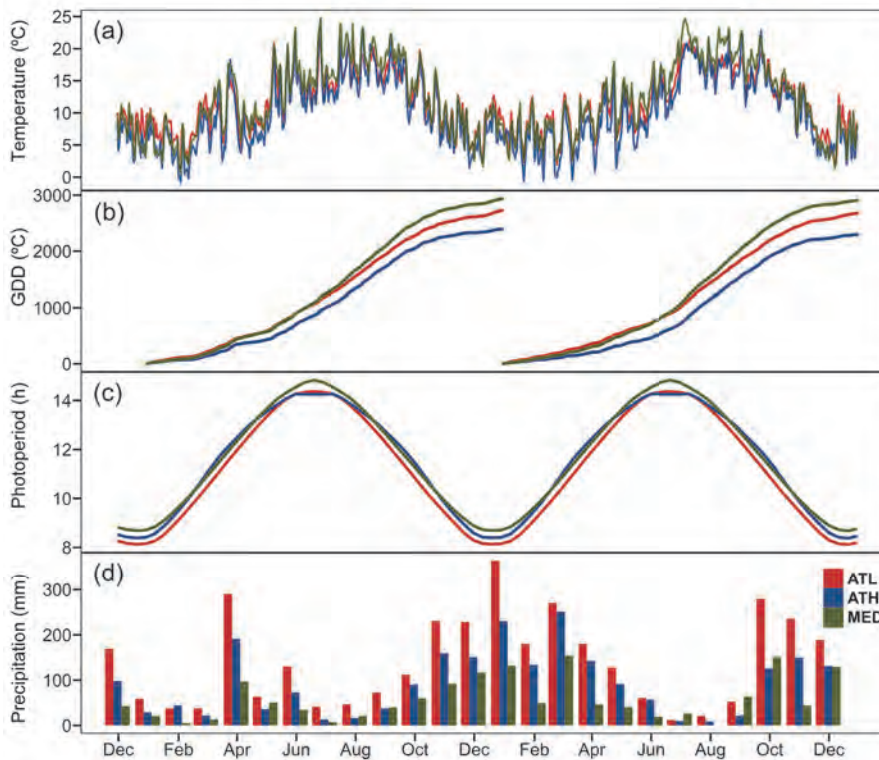 (a)
Temperature (ºC)
25
20
15
10
5
0
(b)
GDD (ºC)
3000
2000
1000
0
(c)
Photoperiod (h)
14
12
10
8
(d)
Precipitation (mm)
300
200
100
0
ATL
ATH
MED
Dec Feb Apr Jun Aug Oct Dec Feb Apr Jun Aug Oct Dec